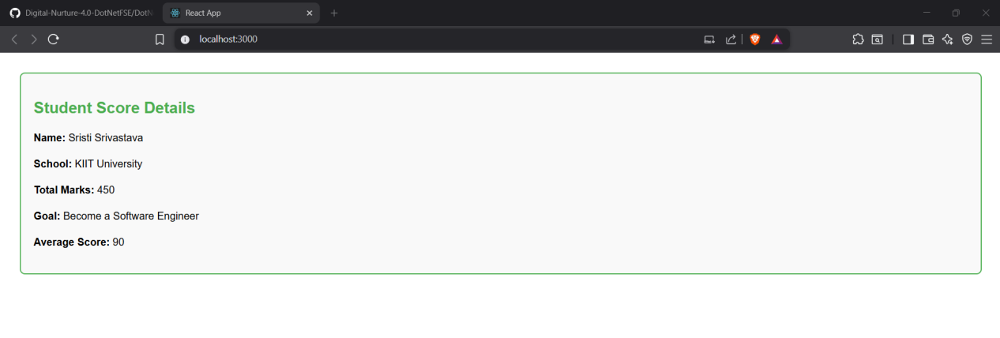 Digital-Nurture-4.0-DotNetFSE/DotN
React App
localhost:3000
Student Score Details
Name: Sristi Srivastava
School: KIIT University
Total Marks: 450
Goal: Become a Software Engineer
Average Score: 90